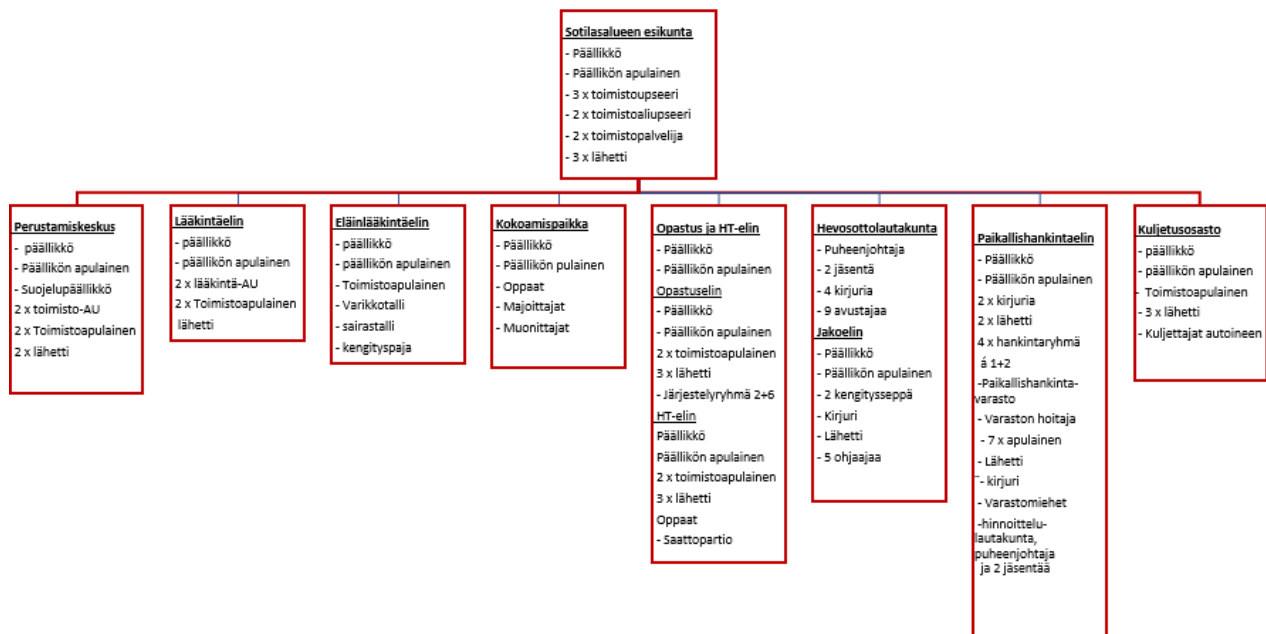 Sotilasalueen esikunta
- Päällikkö
- Päällikön apulainen
- 3 x toimistoupseeri
- 2 x toimistoaliupseeri
- 2 x toimistopalvelija
- 3 x lähetti
Perustamiskeskus
- päällikkö
- Päällikön apulainen
- Suojelupäällikkö
2 x toimisto-AU
2 x Toimistoapulainen
2 x lähetti
Lääkintäelin
- päällikkö
- päällikön apulainen
2 x lääkintä-AU
2 x Toimistoapulainen
lähetti
Eläinlääkintäelin
- päällikkö
- päällikön apulainen
- Toimistoapulainen
- Varikkotalli
- sairastalli
- kengityspaja
Kokoamispaikka
- Päällikkö
- Päällikön pulainen
- Oppaat
- Majoittajat
- Muonittajat
Opastus ja HT-elin
- Päällikkö
- Päällikön apulainen
Opastuselin
- Päällikkö
- Päällikön apulainen
2 x toimistoapulainen
3 x lähetti
- Järjestelyryhmä 2+6
HT-elin
Päällikkö
Päällikön apulainen
2 x toimistoapulainen
3 x lähetti
Oppaat
- Saattopartio
Hevosottolautakunta
- Puheenjohtaja
- 2 jäsentä
- 4 kirjuria
- 9 avustajaa
Jakoelin
- Päällikkö
- Päällikön apulainen
- 2 kengitysseppä
- Kirjuri
- Lähetti
- 5 ohjaajaa
Paikallishankintaelin
- Päällikkö
- Päällikön apulainen
2 x kirjuria
2 x lähetti
4 x hankintaryhmä
á 1+2
-Paikallishankinta-
varasto
- Varaston hoitaja
- 7 x apulainen
- Lähetti
- kirjuri
- Varastomiehet
-hinnoittelu-
lautakunta,
puheenjohtaja
ja 2 jäsentää
Kuljetusosasto
- päällikkö
- päällikön apulainen
- Toimistoapulainen
- 3 x lähetti
- Kuljettajat autoineen